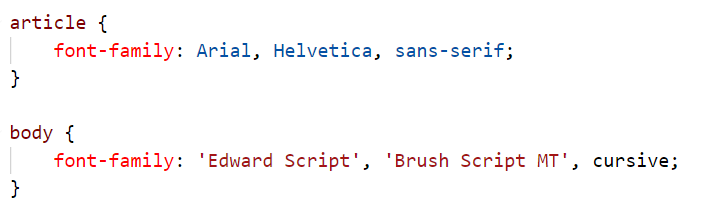 article {
    font-family: Arial, Helvetica, sans-serif;
}

body {
    font-family: 'Edward Script', 'Brush Script MT', cursive;
}